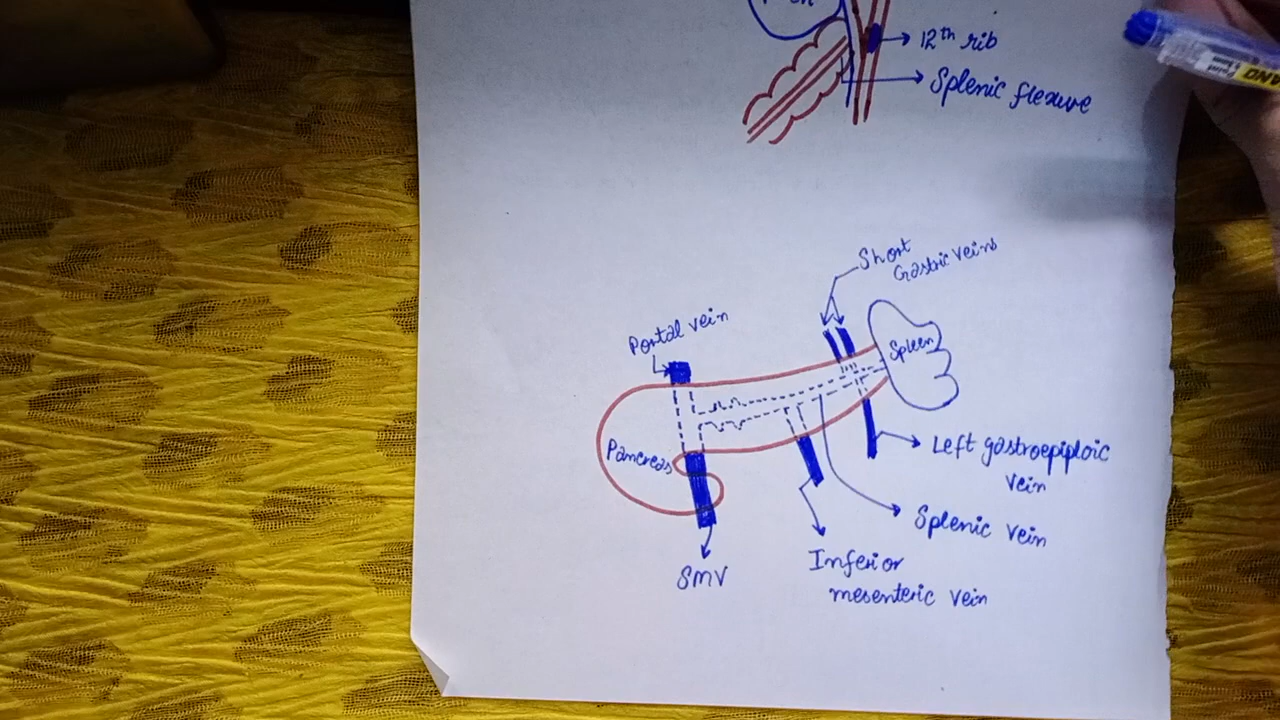 12th rib
Splenic flexure
Short
Gastric veins
Portal vein
Spleen
Pancreas
Left gastroepiploic
vein
Splenic vein
Inferior
mesenteric vein
SMV